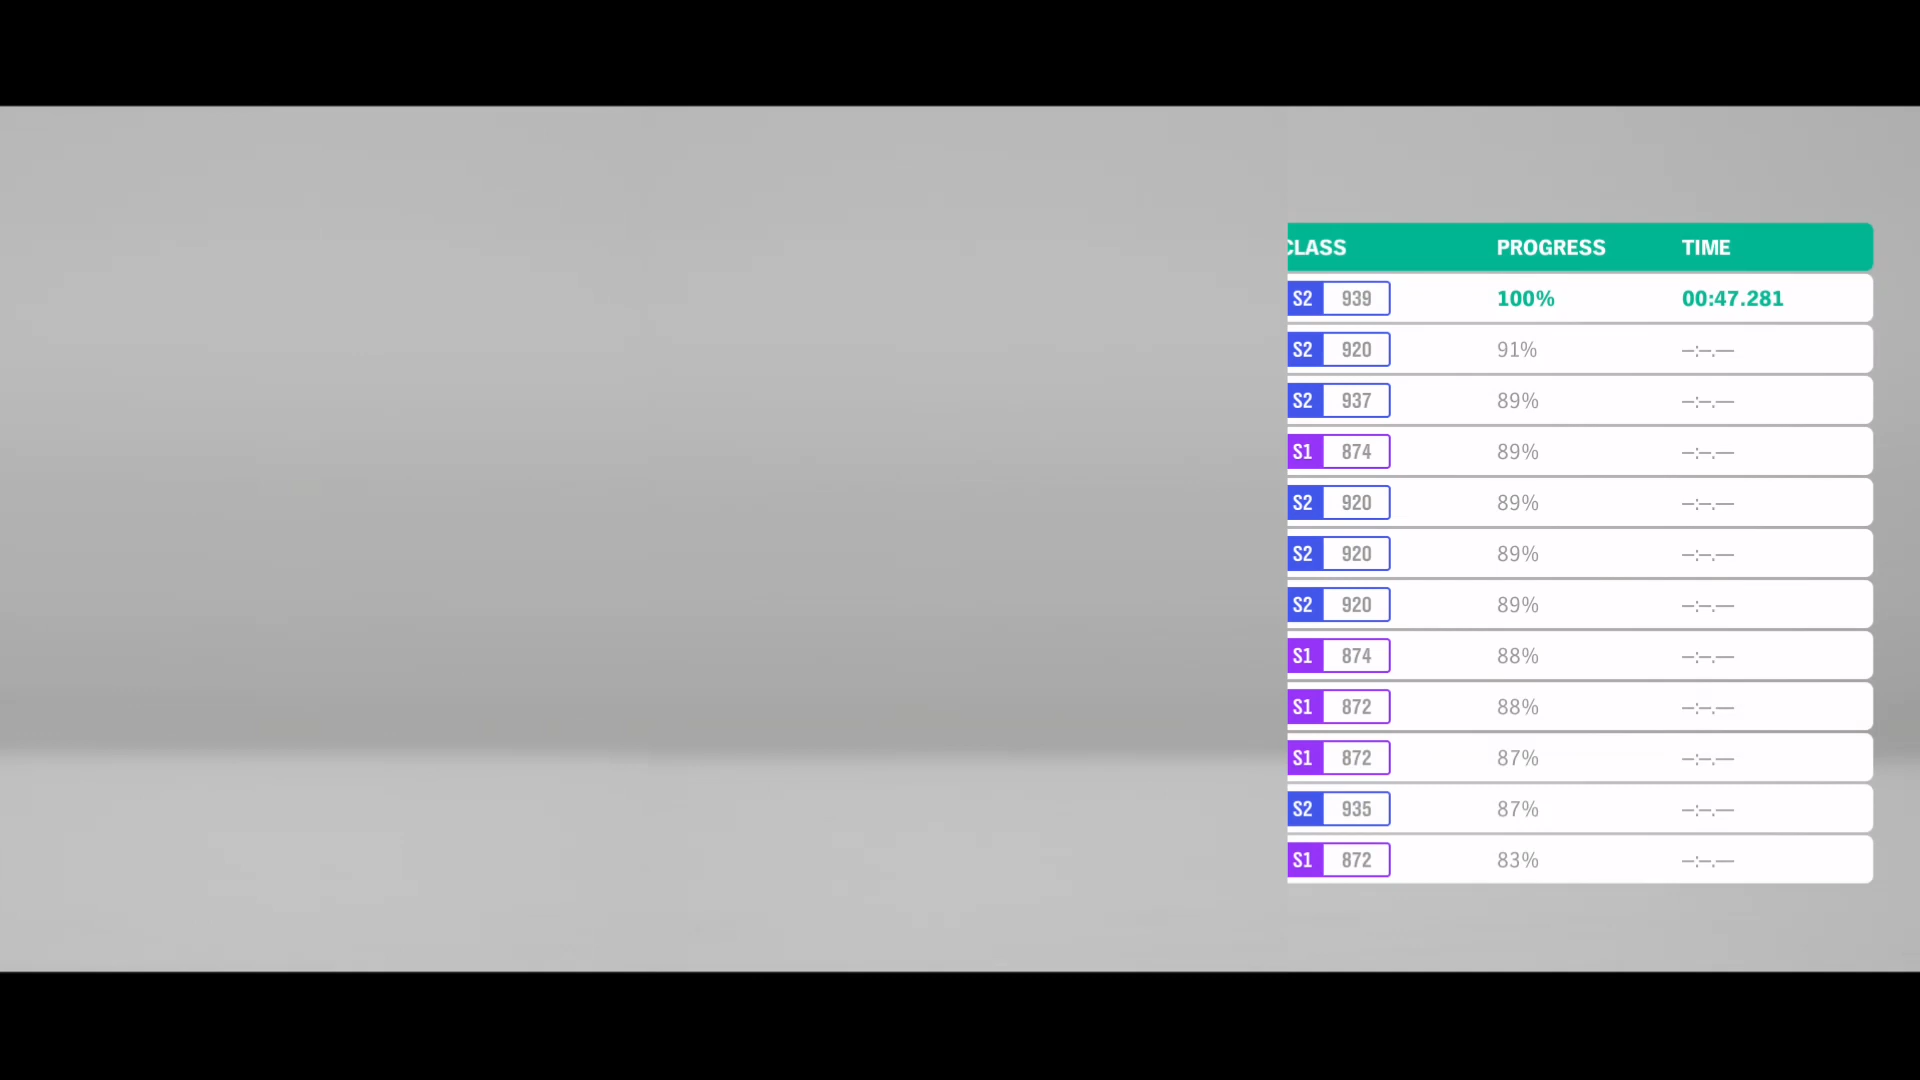 CLASS PROGRESS TIME
S2 939 100% 00:47.281
S2 920 91% --:--.---
S2 937 89% --:--.---
S1 874 89% --:--.---
S2 920 89% --:--.---
S2 920 89% --:--.---
S2 920 89% --:--.---
S1 874 88% --:--.---
S1 872 88% --:--.---
S1 872 87% --:--.---
S2 935 87% --:--.---
S1 872 83% --:--.---